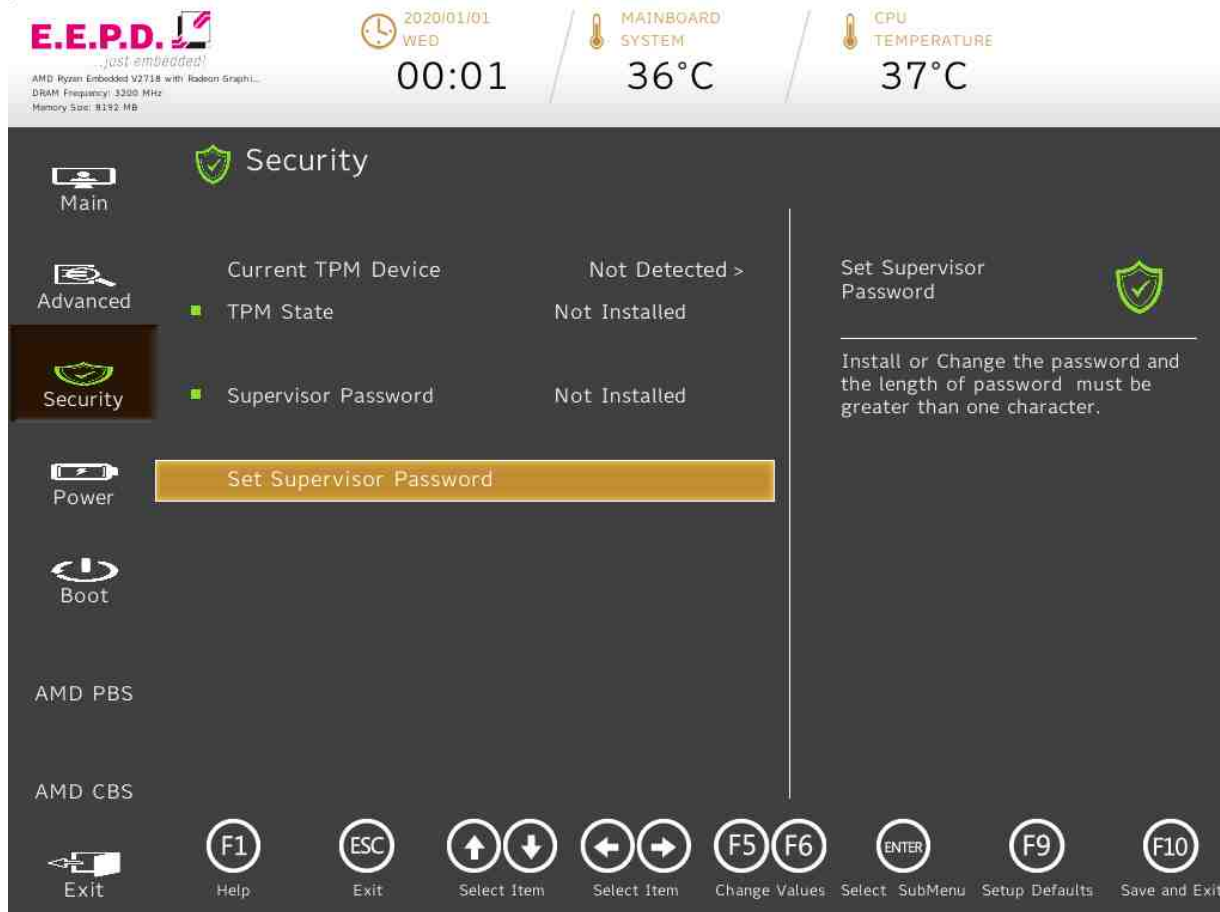 E.E.P.D.
...just embedded!
AMD Ryzen Embedded V2718 with Radeon Graphi...
DRAM Frequency: 3200 MHz
Memory Size: 8192 MB
2020/01/01
WED
00:01
MAINBOARD
SYSTEM
36°C
CPU
TEMPERATURE
37°C
Main
Advanced
Security
Power
Boot
AMD PBS
AMD CBS
Exit
Security
Current TPM Device Not Detected >
TPM State Not Installed
Supervisor Password Not Installed
Set Supervisor Password
Set Supervisor
Password
Install or Change the password and
the length of password must be
greater than one character.
F1
Help
ESC
Exit
Select Item
Select Item
F5 F6
Change Values
ENTER
Select SubMenu
F9
Setup Defaults
F10
Save and Exit